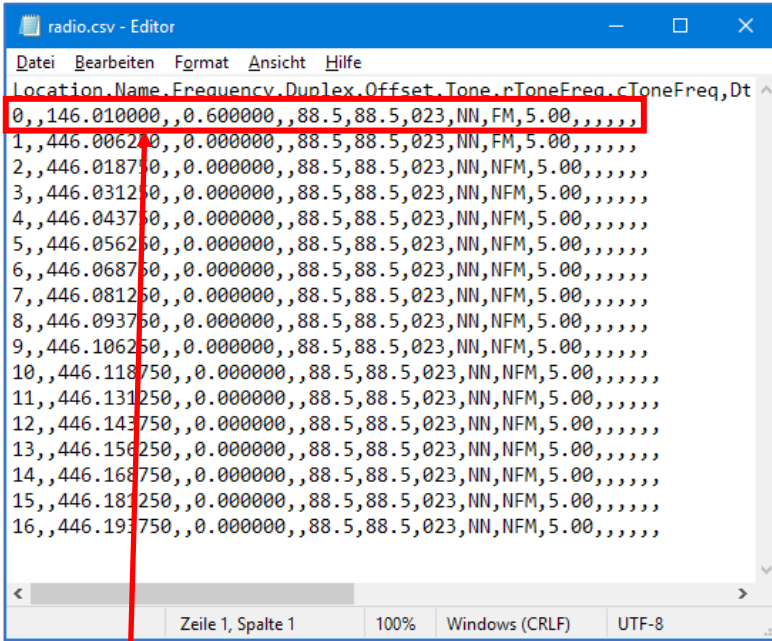 radio.csv - Editor
Datei Bearbeiten Format Ansicht Hilfe
Location,Name,Frequency,Duplex,Offset,Tone,rToneFreq,cToneFreq,Dt
0,,146.010000,,0.600000,,88.5,88.5,023,NN,FM,5.00,,,,,,
1,,446.006250,,0.000000,,88.5,88.5,023,NN,FM,5.00,,,,,,
2,,446.018750,,0.000000,,88.5,88.5,023,NN,NFM,5.00,,,,,,
3,,446.031250,,0.000000,,88.5,88.5,023,NN,NFM,5.00,,,,,,
4,,446.043750,,0.000000,,88.5,88.5,023,NN,NFM,5.00,,,,,,
5,,446.056250,,0.000000,,88.5,88.5,023,NN,NFM,5.00,,,,,,
6,,446.068750,,0.000000,,88.5,88.5,023,NN,NFM,5.00,,,,,,
7,,446.081250,,0.000000,,88.5,88.5,023,NN,NFM,5.00,,,,,,
8,,446.093750,,0.000000,,88.5,88.5,023,NN,NFM,5.00,,,,,,
9,,446.106250,,0.000000,,88.5,88.5,023,NN,NFM,5.00,,,,,,
10,,446.118750,,0.000000,,88.5,88.5,023,NN,NFM,5.00,,,,,,
11,,446.131250,,0.000000,,88.5,88.5,023,NN,NFM,5.00,,,,,,
12,,446.143750,,0.000000,,88.5,88.5,023,NN,NFM,5.00,,,,,,
13,,446.156250,,0.000000,,88.5,88.5,023,NN,NFM,5.00,,,,,,
14,,446.168750,,0.000000,,88.5,88.5,023,NN,NFM,5.00,,,,,,
15,,446.181250,,0.000000,,88.5,88.5,023,NN,NFM,5.00,,,,,,
16,,446.193750,,0.000000,,88.5,88.5,023,NN,NFM,5.00,,,,,,
Zeile 1, Spalte 1 100% Windows (CRLF) UTF-8